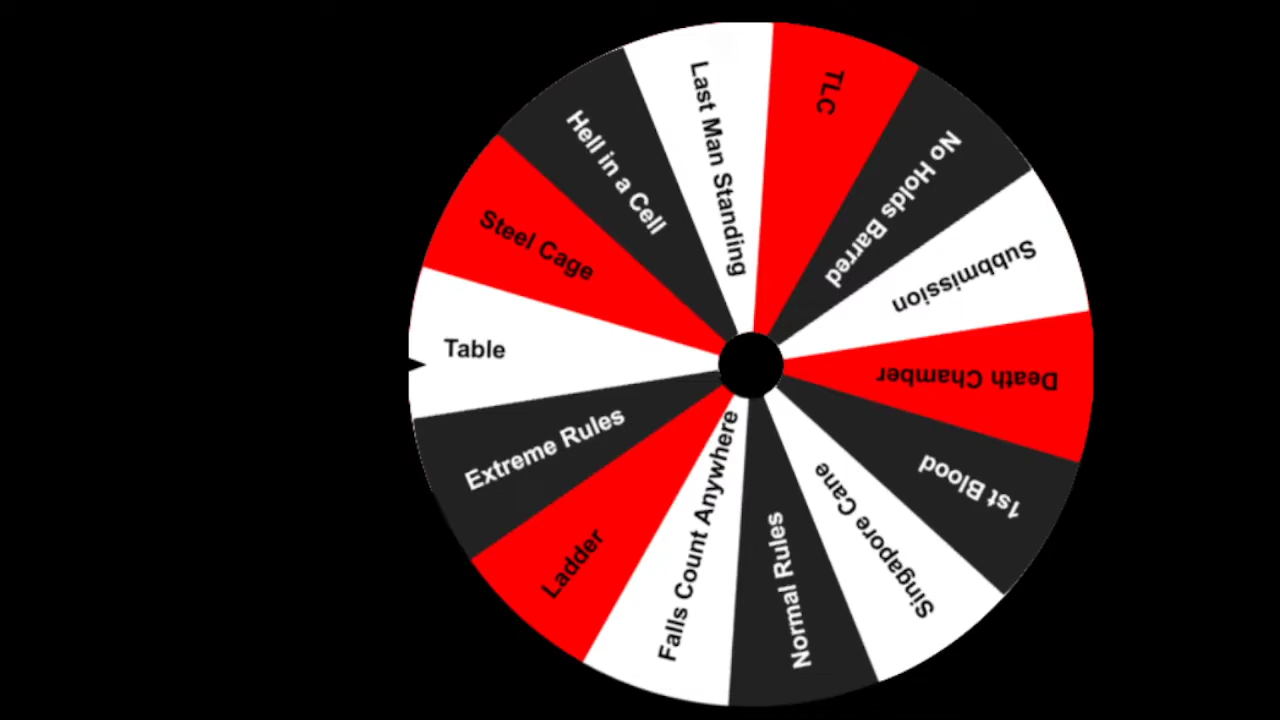 Last Man Standing
TLC
No Holds Barred
Subbmission
Death Chamber
1st Blood
Singapore Cane
Normal Rules
Falls Count Anywhere
Ladder
Extreme Rules
Table
Steel Cage
Hell in a Cell